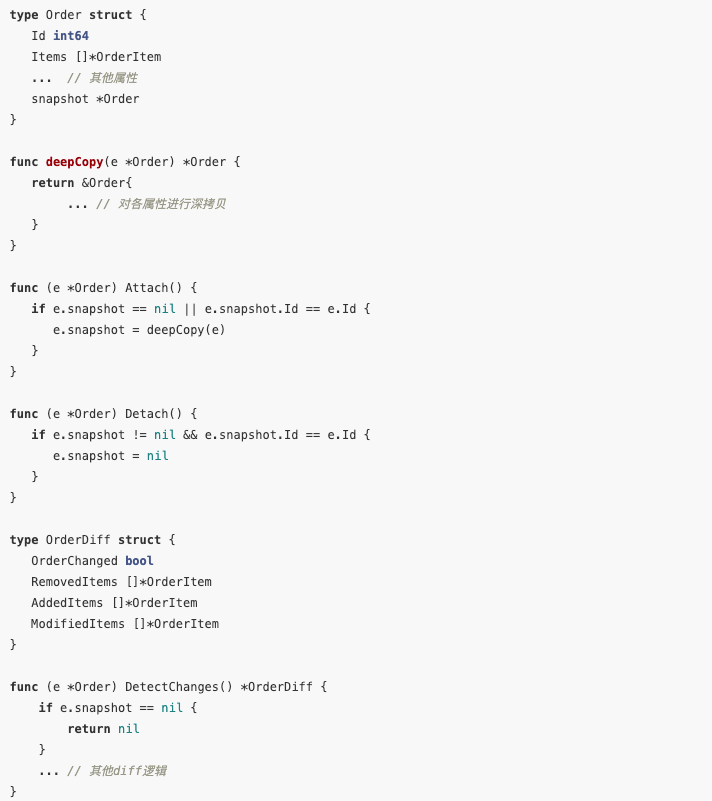 type Order struct {
Id int64
Items []*OrderItem
... // 其他属性
snapshot *Order
}
func deepCopy(e *Order) *Order {
return &Order{
... // 对各属性进行深拷贝
}
}
func (e *Order) Attach() {
if e.snapshot == nil || e.snapshot.Id == e.Id {
e.snapshot = deepCopy(e)
}
}
func (e *Order) Detach() {
if e.snapshot != nil && e.snapshot.Id == e.Id {
e.snapshot = nil
}
}
type OrderDiff struct {
OrderChanged bool
RemovedItems []*OrderItem
AddedItems []*OrderItem
ModifiedItems []*OrderItem
}
func (e *Order) DetectChanges() *OrderDiff {
if e.snapshot == nil {
return nil
}
... // 其他diff逻辑
}